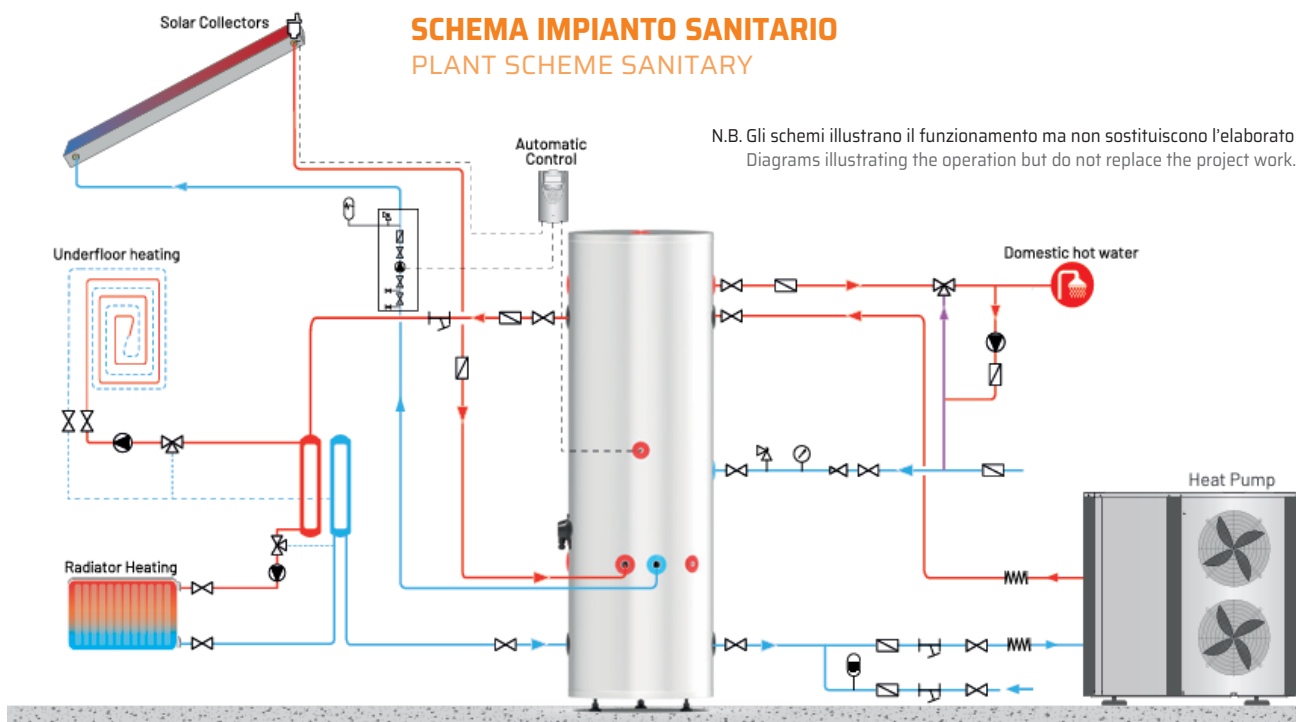 Solar Collectors
SCHEMA IMPIANTO SANITARIO
PLANT SCHEME SANITARY
N.B. Gli schemi illustrano il funzionamento ma non sostituiscono l'elaborato
Diagrams illustrating the operation but do not replace the project work.
Automatic
Control
Underfloor heating
Domestic hot water
Heat Pump
Radiator Heating